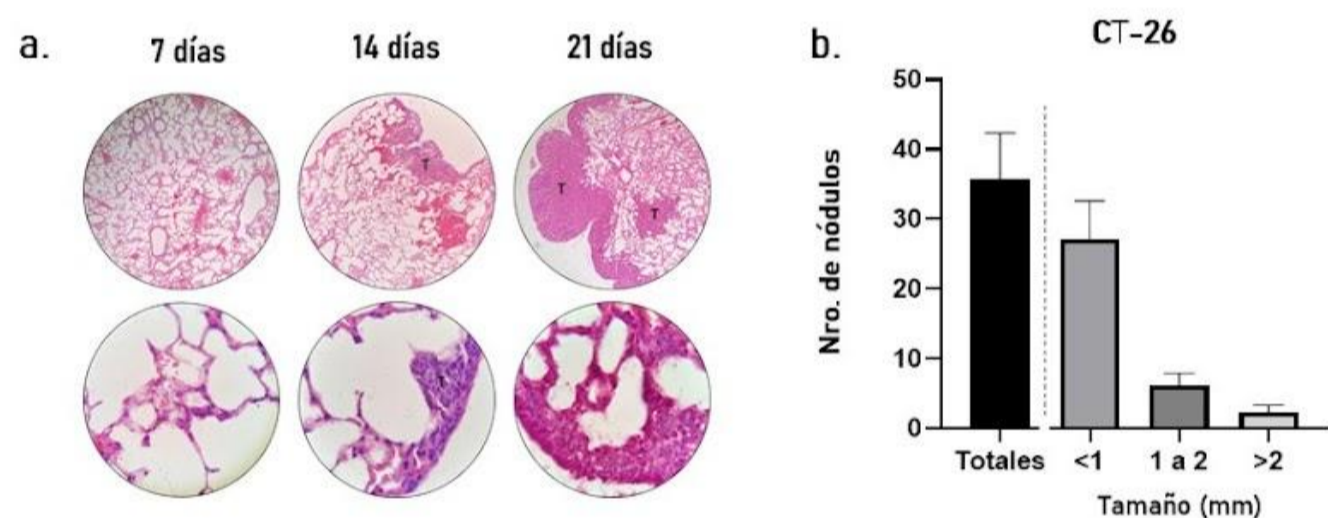 a.
7 días
14 días
21 días
T
T
T
T
b.
CT-26
Nro. de nódulos
50
40
30
20
10
0
Totales
<1
1 a 2
>2
Tamaño (mm)